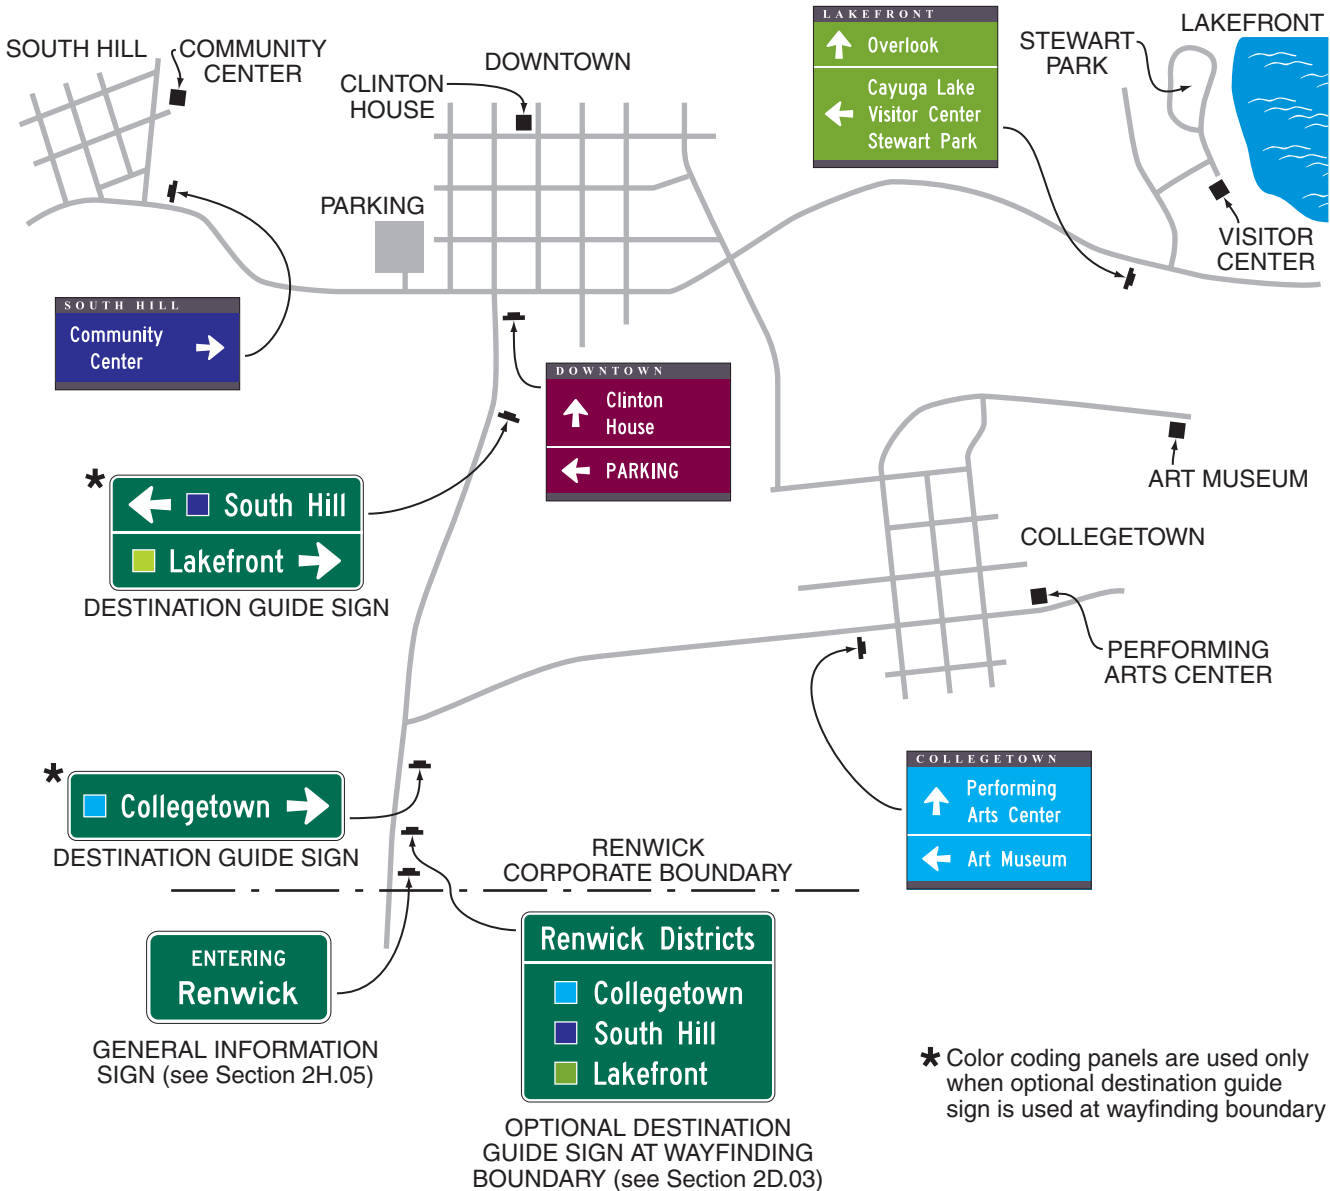 SOUTH HILL
COMMUNITY
CENTER
CLINTON
HOUSE
DOWNTOWN
PARKING
LAKEFRONT
Overlook
Cayuga Lake
Visitor Center
Stewart Park
STEWART
PARK
LAKEFRONT
VISITOR
CENTER
SOUTH HILL
Community
Center
DOWNTOWN
Clinton
House
PARKING
* South Hill
Lakefront
DESTINATION GUIDE SIGN
ART MUSEUM
COLLEGETOWN
PERFORMING
ARTS CENTER
* Collegetown
DESTINATION GUIDE SIGN
COLLEGETOWN
Performing
Arts Center
Art Museum
RENWICK
CORPORATE BOUNDARY
ENTERING
Renwick
GENERAL INFORMATION
SIGN (see Section 2H.05)
Renwick Districts
Collegetown
South Hill
Lakefront
OPTIONAL DESTINATION
GUIDE SIGN AT WAYFINDING
BOUNDARY (see Section 2D.03)
* Color coding panels are used only
when optional destination guide
sign is used at wayfinding boundary